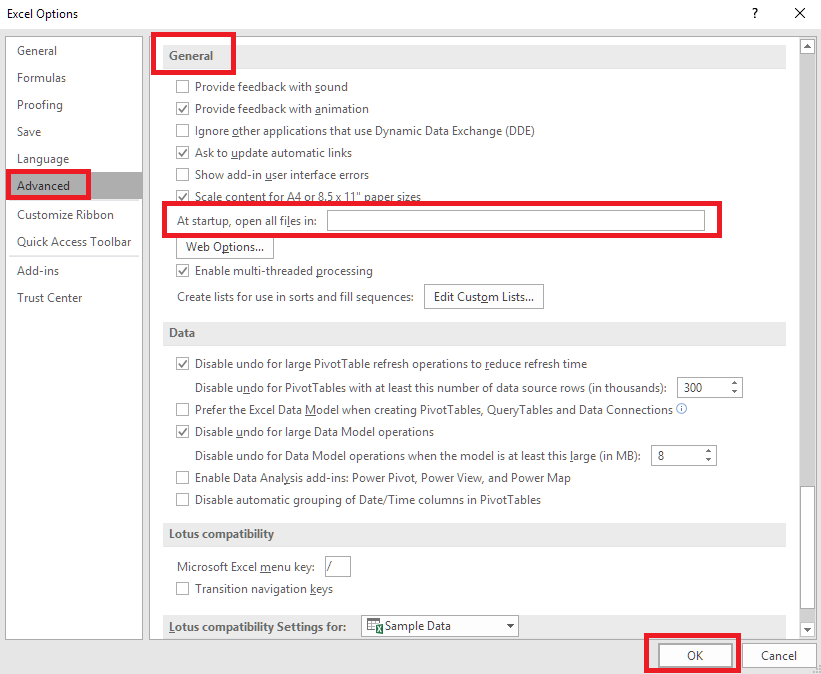 Excel Options
?
General
Formulas
Proofing
Save
Language
Advanced
Customize Ribbon
Quick Access Toolbar
Add-ins
Trust Center
General
Provide feedback with sound
Provide feedback with animation
Ignore other applications that use Dynamic Data Exchange (DDE)
Ask to update automatic links
Show add-in user interface errors
Scale content for A4 or 8.5 x 11" paper sizes
At startup, open all files in:
Web Options...
Enable multi-threaded processing
Create lists for use in sorts and fill sequences: Edit Custom Lists...
Data
Disable undo for large PivotTable refresh operations to reduce refresh time
Disable undo for PivotTables with at least this number of data source rows (in thousands): 300
Prefer the Excel Data Model when creating PivotTables, QueryTables and Data Connections
Disable undo for large Data Model operations
Disable undo for Data Model operations when the model is at least this large (in MB): 8
Enable Data Analysis add-ins: Power Pivot, Power View, and Power Map
Disable automatic grouping of Date/Time columns in PivotTables
Lotus compatibility
Microsoft Excel menu key: /
Transition navigation keys
Lotus compatibility Settings for: Sample Data
OK Cancel